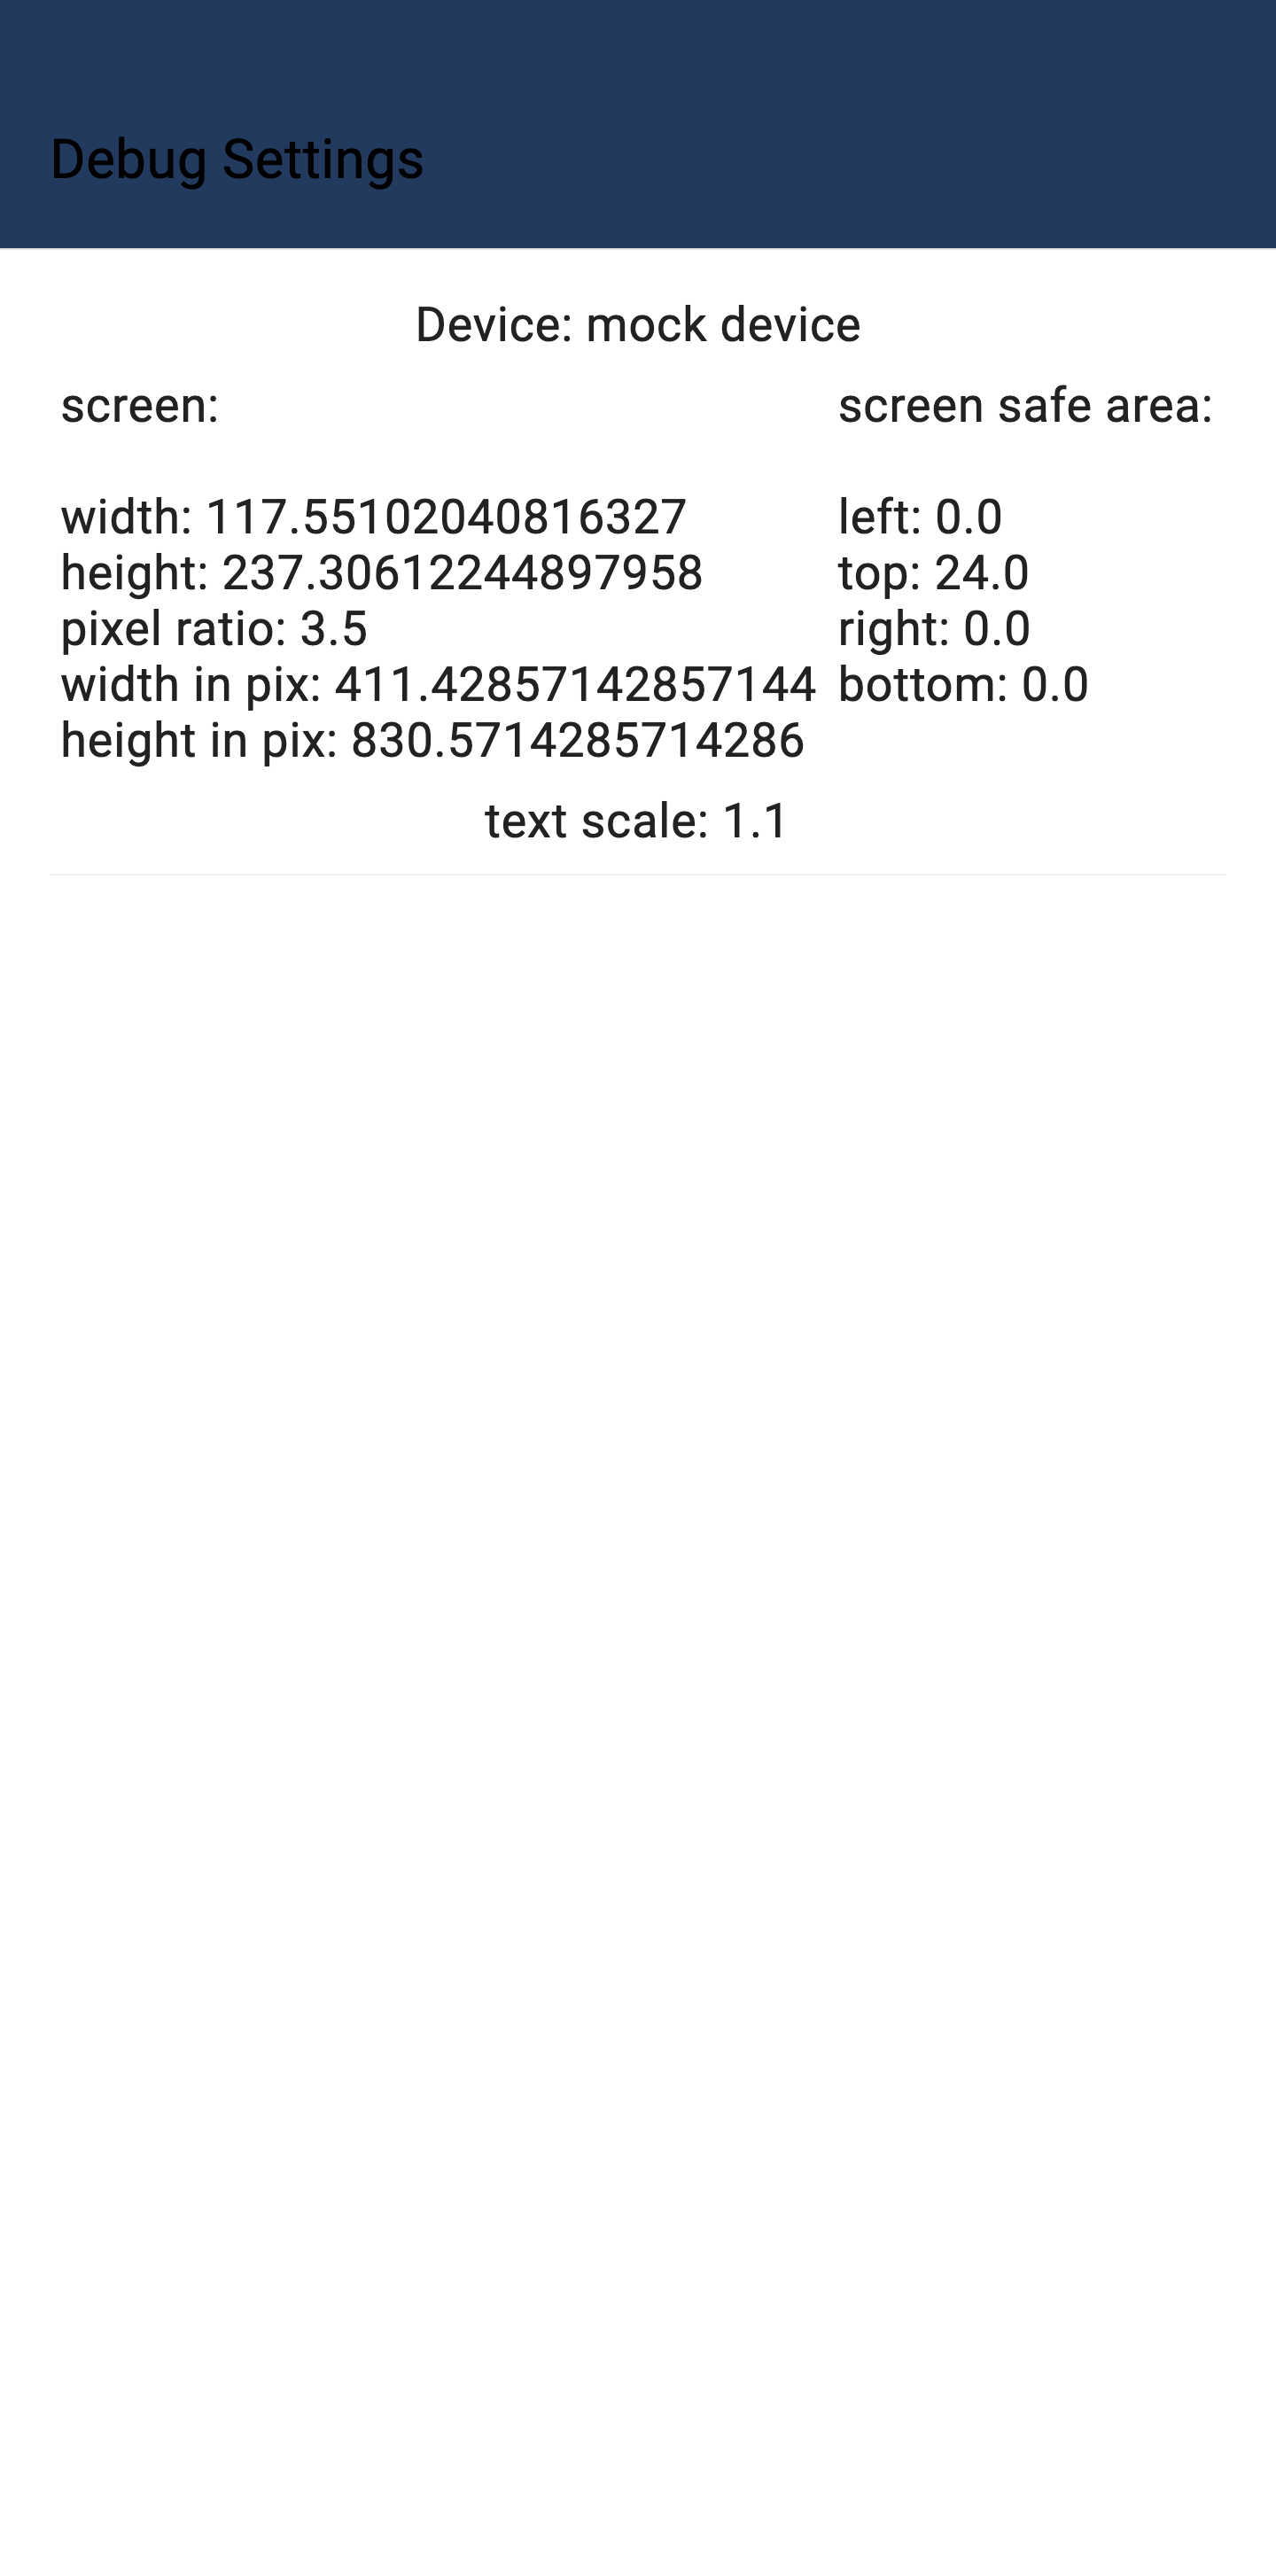 Debug Settings
Device: mock device
screen:
width: 117.55102040816327
height: 237.30612244897958
pixel ratio: 3.5
width in pix: 411.42857142857144
height in pix: 830.5714285714286
screen safe area:
left: 0.0
top: 24.0
right: 0.0
bottom: 0.0
text scale: 1.1